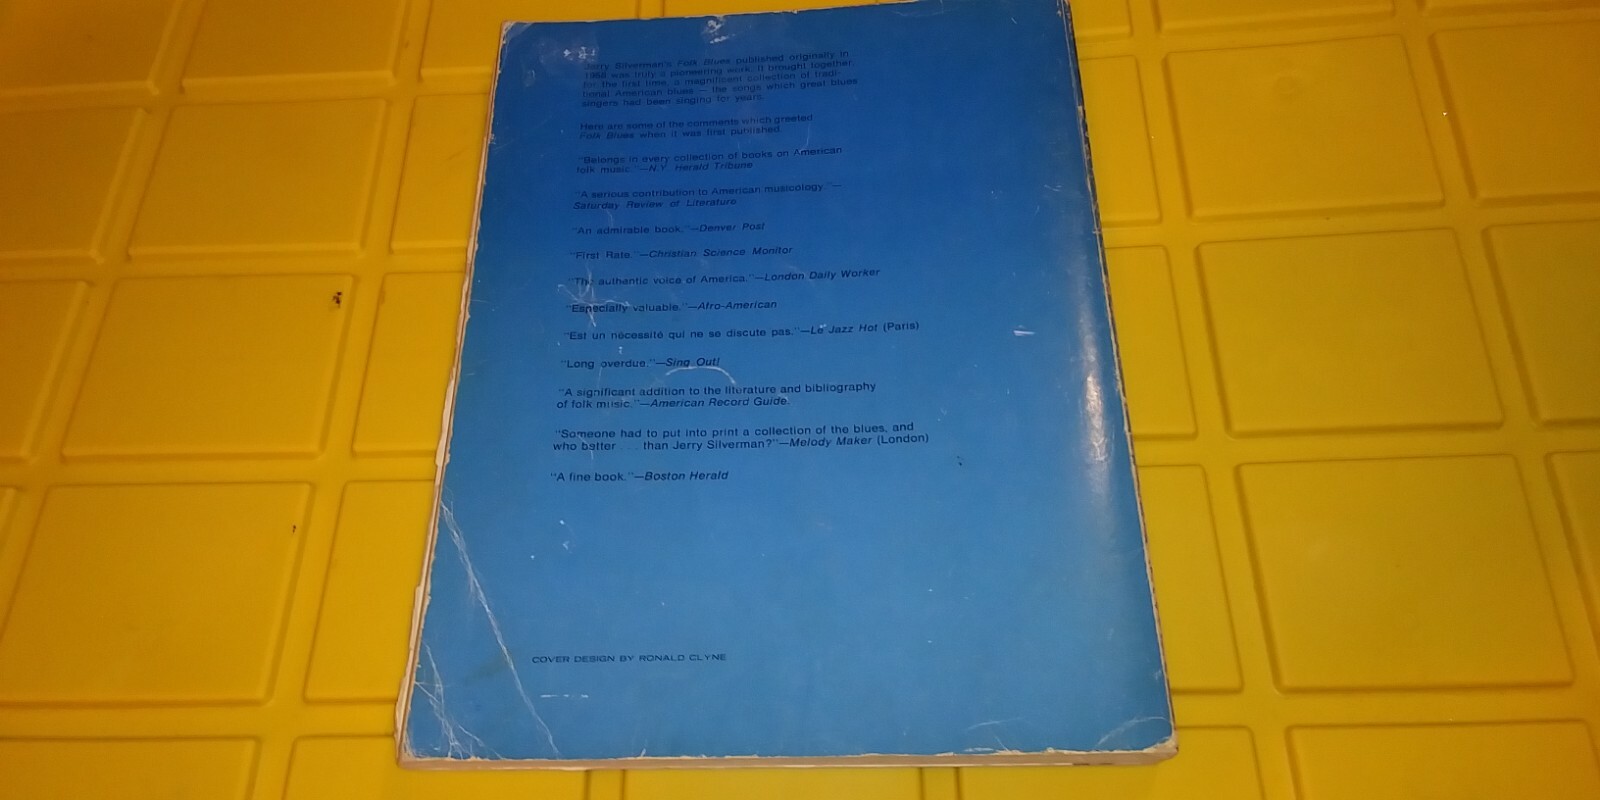 Jerry Silverman's Folk Blues published originally in
1958 was truly a pioneering work. It brought together,
for the first time, a magnificent collection of tradi-
tional American blues — the songs which great blues
singers had been singing for years.
Here are some of the comments which greeted
Folk Blues when it was first published.
"Belongs in every collection of books on American
folk music."—N.Y. Herald Tribune
"A serious contribution to American musicology."—
Saturday Review of Literature
"An admirable book."—Denver Post
"First Rate."—Christian Science Monitor
"The authentic voice of America."—London Daily Worker
"Especially valuable."—Afro-American
"Est un nécessité qui ne se discute pas."—Le Jazz Hot (Paris)
"Long overdue."—Sing Out!
"A significant addition to the literature and bibliography
of folk music."—American Record Guide.
"Someone had to put into print a collection of the blues, and
who better . . . than Jerry Silverman?"—Melody Maker (London)
"A fine book."—Boston Herald
COVER DESIGN BY RONALD CLYNE